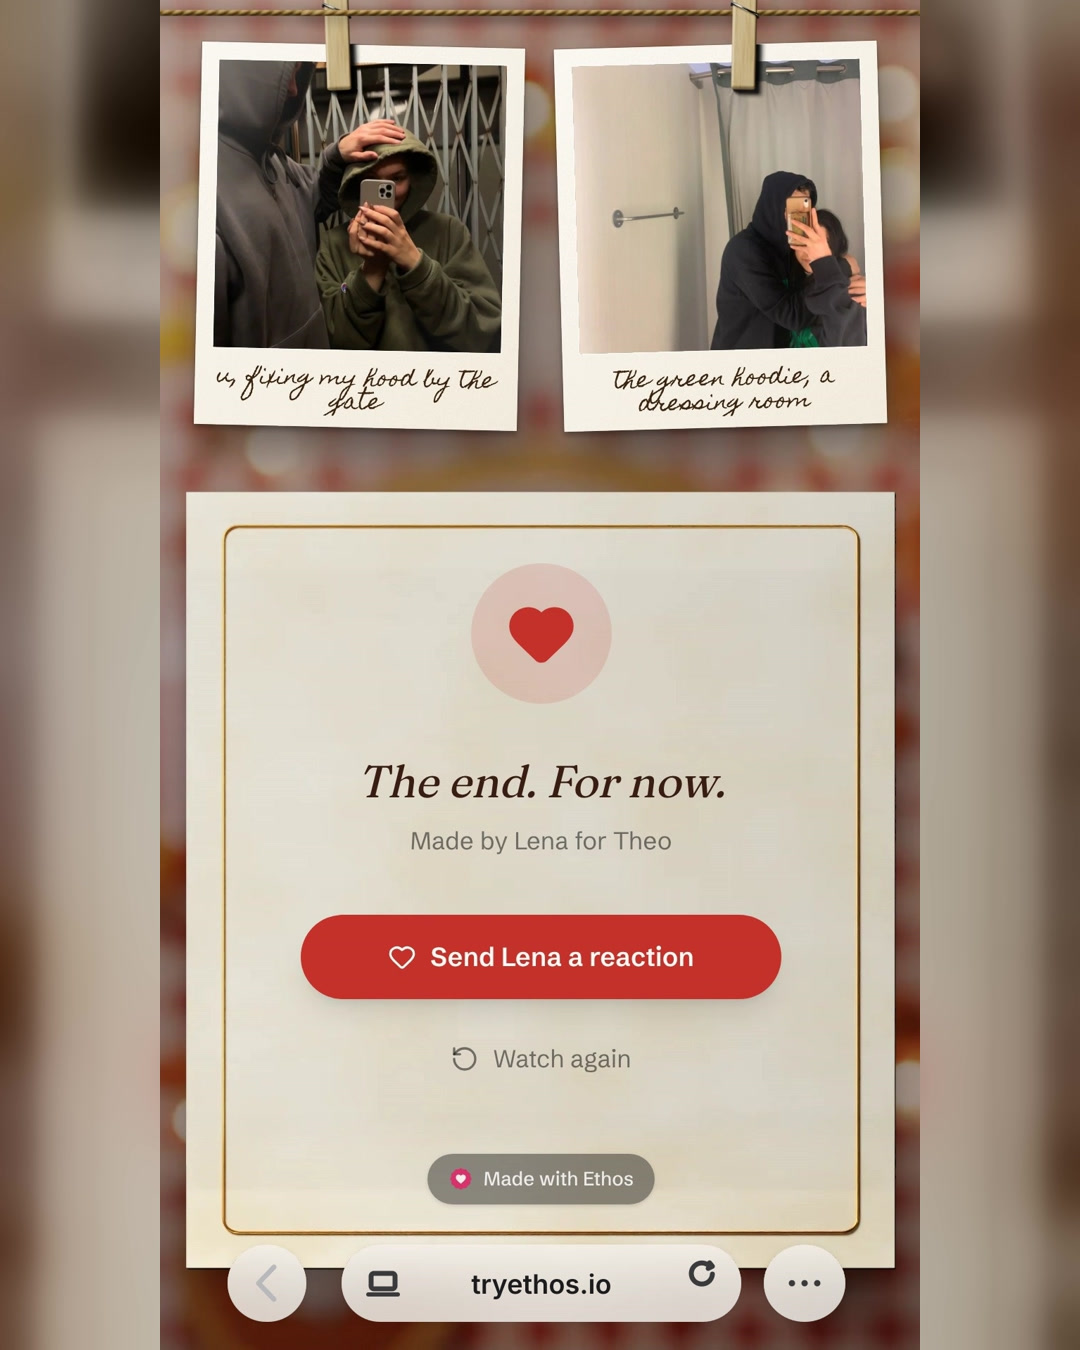 u, fixing my hood by the
gate
the green hoodie, a
dressing room
The end. For now.
Made by Lena for Theo
Send Lena a reaction
Watch again
Made with Ethos
tryethos.io